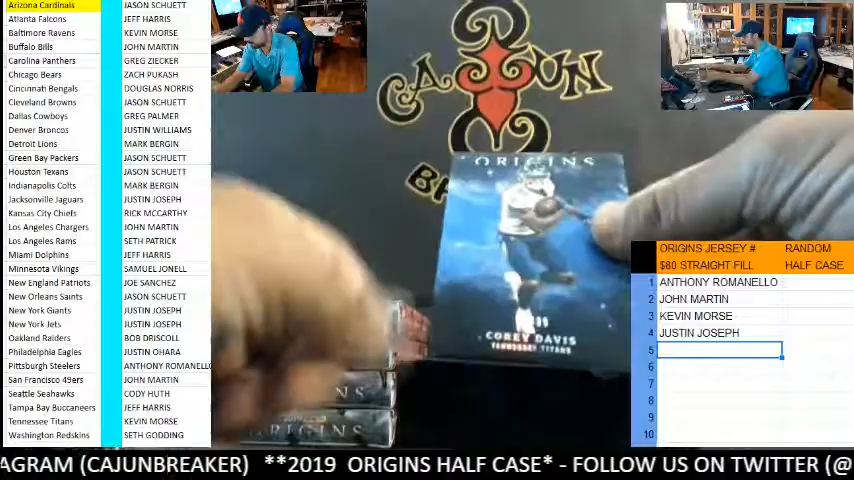 Arizona Cardinals JASON SCHUETT
Atlanta Falcons JEFF HARRIS
Baltimore Ravens KEVIN MORSE
Buffalo Bills JOHN MARTIN
Carolina Panthers GREG ZIECKER
Chicago Bears ZACH PUKASH
Cincinnati Bengals DOUGLAS NORRIS
Cleveland Browns JASON SCHUETT
Dallas Cowboys GREG PALMER
Denver Broncos JUSTIN WILLIAMS
Detroit Lions MARK BERGIN
Green Bay Packers JASON SCHUETT
Houston Texans JASON SCHUETT
Indianapolis Colts MARK BERGIN
Jacksonville Jaguars JUSTIN JOSEPH
Kansas City Chiefs RICK MCCARTHY
Los Angeles Chargers JOHN MARTIN
Los Angeles Rams SETH PATRICK
Miami Dolphins JEFF HARRIS
Minnesota Vikings SAMUEL JONELL
New England Patriots JOE SANCHEZ
New Orleans Saints JASON SCHUETT
New York Giants JUSTIN JOSEPH
New York Jets JUSTIN JOSEPH
Oakland Raiders BOB DRISCOLL
Philadelphia Eagles JUSTIN OHARA
Pittsburgh Steelers ANTHONY ROMANELLO
San Francisco 49ers JOHN MARTIN
Seattle Seahawks CODY HUTH
Tampa Bay Buccaneers JEFF HARRIS
Tennessee Titans KEVIN MORSE
Washington Redskins SETH GODDING
CAJUN
ORIGINS
COREY DAVIS
TENNESSEE TITANS
ORIGINS
ORIGINS JERSEY # RANDOM
$60 STRAIGHT FILL HALF CASE
1 ANTHONY ROMANELLO
2 JOHN MARTIN
3 KEVIN MORSE
4 JUSTIN JOSEPH
5
6
7
8
9
10
AGRAM (CAJUNBREAKER) **2019 ORIGINS HALF CASE* - FOLLOW US ON TWITTER (@